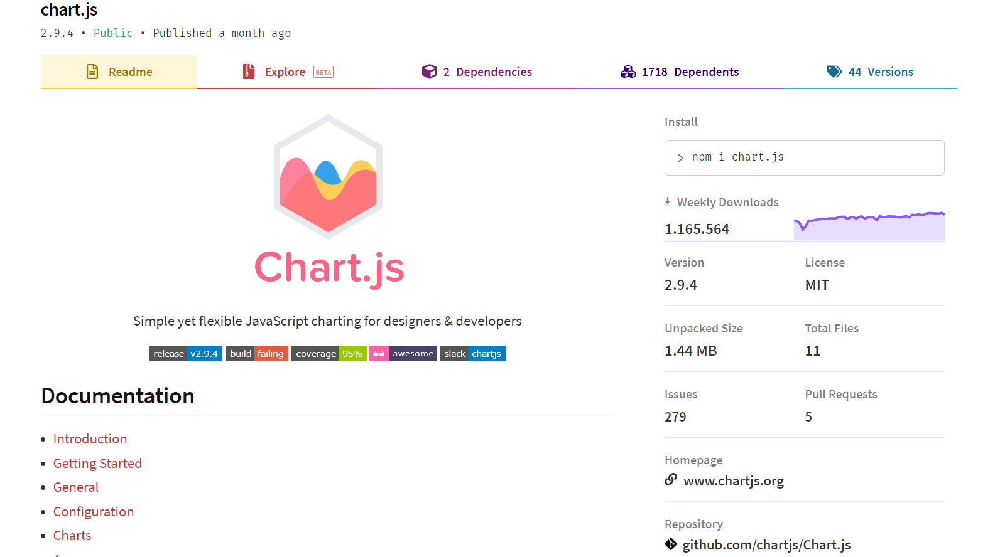 chart.js
2.9.4 • Public • Published a month ago
Readme
Explore BETA
2 Dependencies
1718 Dependents
44 Versions
Chart.js
Simple yet flexible JavaScript charting for designers & developers
release v2.9.4 build failing coverage 95% awesome slack chartjs
Documentation
• Introduction
• Getting Started
• General
• Configuration
• Charts
Install
> npm i chart.js
Weekly Downloads
1.165.564
Version License
2.9.4 MIT
Unpacked Size Total Files
1.44 MB 11
Issues Pull Requests
279 5
Homepage
www.chartjs.org
Repository
github.com/chartjs/Chart.js